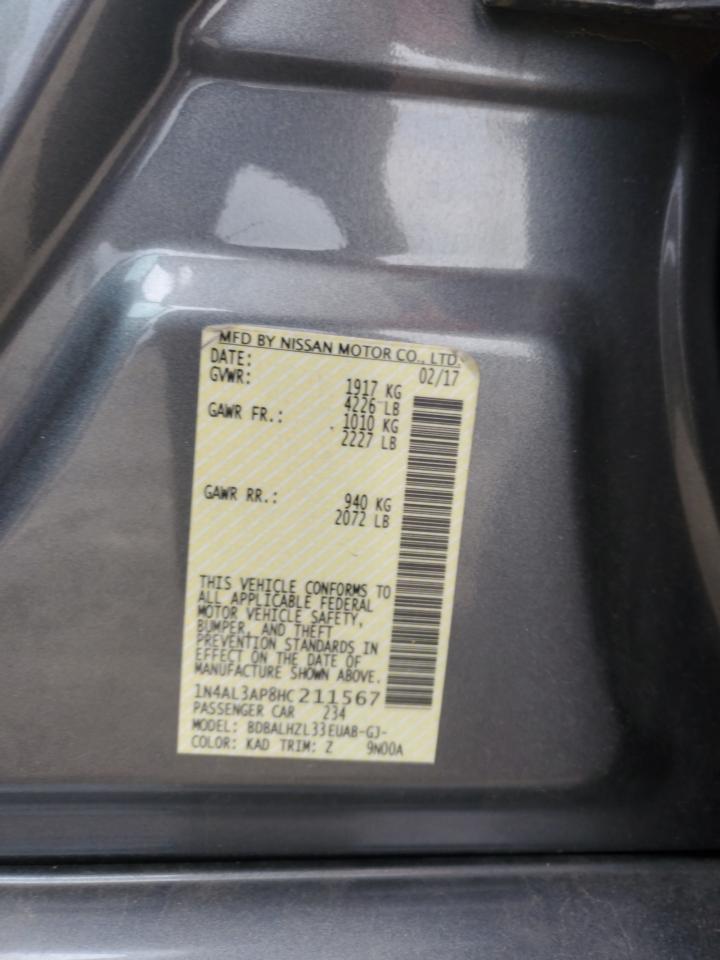 MFD BY NISSAN MOTOR CO., LTD.
DATE: 02/17
GVWR: 1917 KG
4226 LB
GAWR FR.: 1010 KG
2227 LB
GAWR RR.: 940 KG
2072 LB
THIS VEHICLE CONFORMS TO
ALL APPLICABLE FEDERAL
MOTOR VEHICLE SAFETY,
BUMPER, AND THEFT
PREVENTION STANDARDS IN
EFFECT ON THE DATE OF
MANUFACTURE SHOWN ABOVE.
1N4AL3AP8HC211567
PASSENGER CAR 234
MODEL: BDBALHZL33EUAB-GJ-
COLOR: KAD TRIM: Z 9N00A